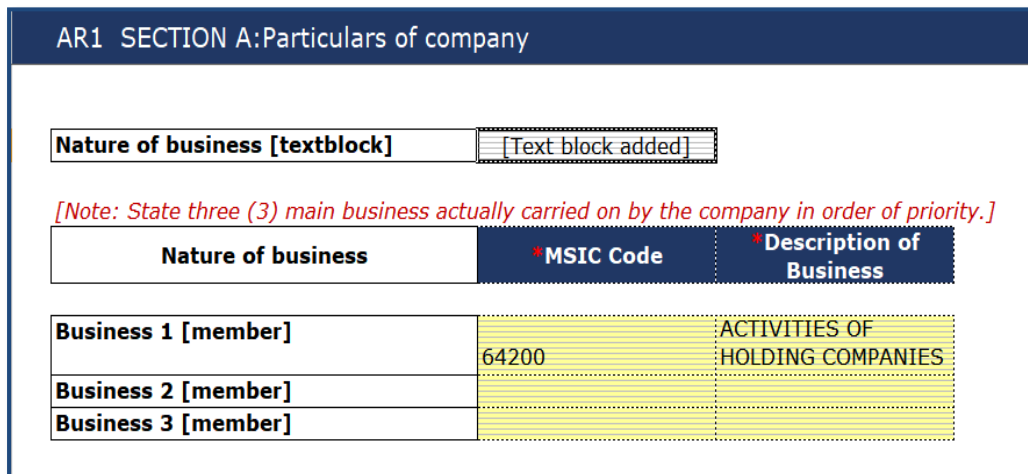 AR1 SECTION A:Particulars of company
Nature of business [textblock] [Text block added]
[Note: State three (3) main business actually carried on by the company in order of priority.]
Nature of business *MSIC Code *Description of
Business
Business 1 [member] ACTIVITIES OF
64200 HOLDING COMPANIES
Business 2 [member]
Business 3 [member]